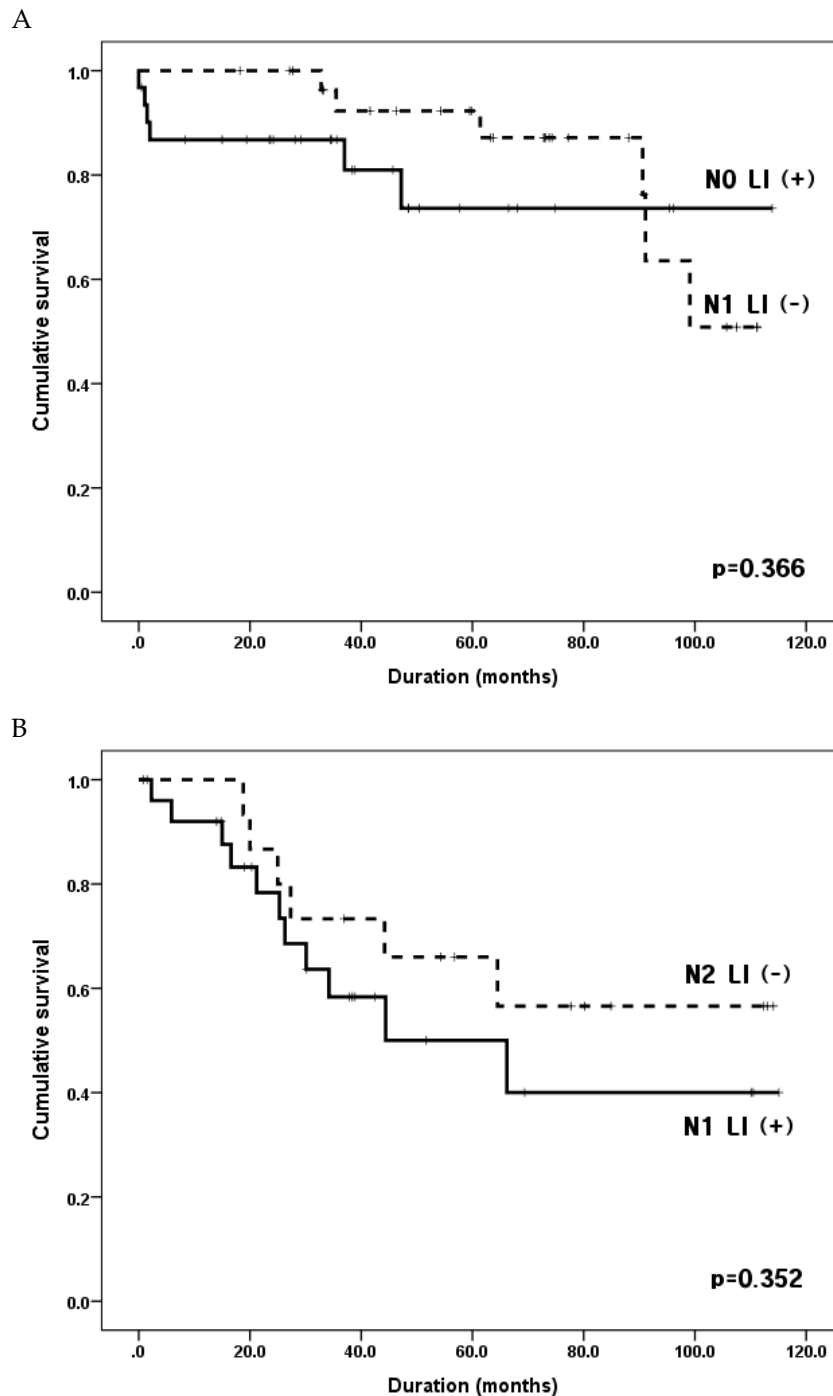 A
1.0
0.8
0.6
0.4
0.2
0.0
Cumulative survival
N0 LI (+)
N1 LI (-)
p=0.366
.0 20.0 40.0 60.0 80.0 100.0 120.0
Duration (months)
B
1.0
0.8
0.6
0.4
0.2
0.0
Cumulative survival
N2 LI (-)
N1 LI (+)
p=0.352
.0 20.0 40.0 60.0 80.0 100.0 120.0
Duration (months)